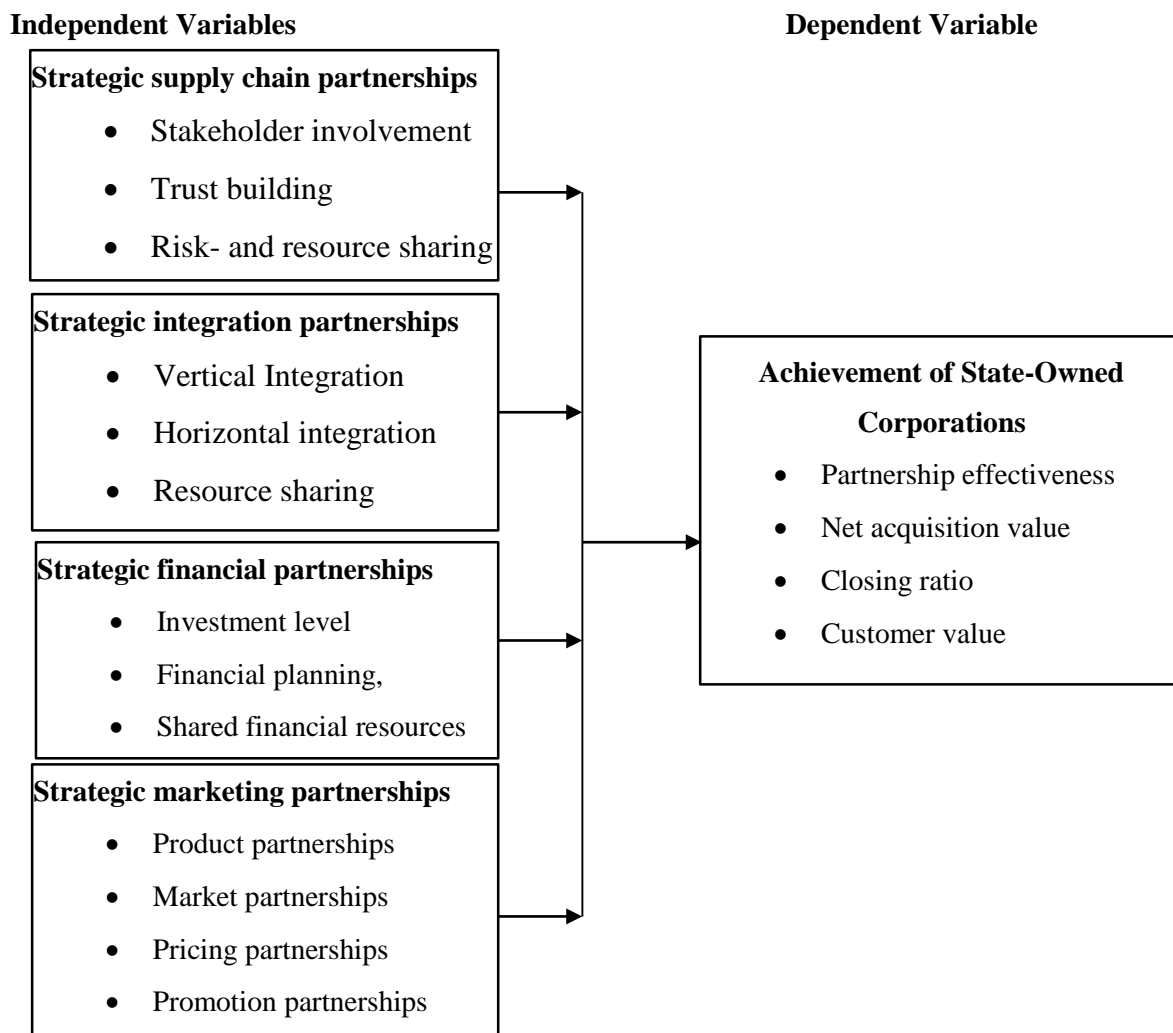 Independent Variables
Dependent Variable
Strategic supply chain partnerships
• Stakeholder involvement
• Trust building
• Risk- and resource sharing
Strategic integration partnerships
• Vertical Integration
• Horizontal integration
• Resource sharing
Strategic financial partnerships
• Investment level
• Financial planning,
• Shared financial resources
Strategic marketing partnerships
• Product partnerships
• Market partnerships
• Pricing partnerships
• Promotion partnerships
Achievement of State-Owned
Corporations
• Partnership effectiveness
• Net acquisition value
• Closing ratio
• Customer value